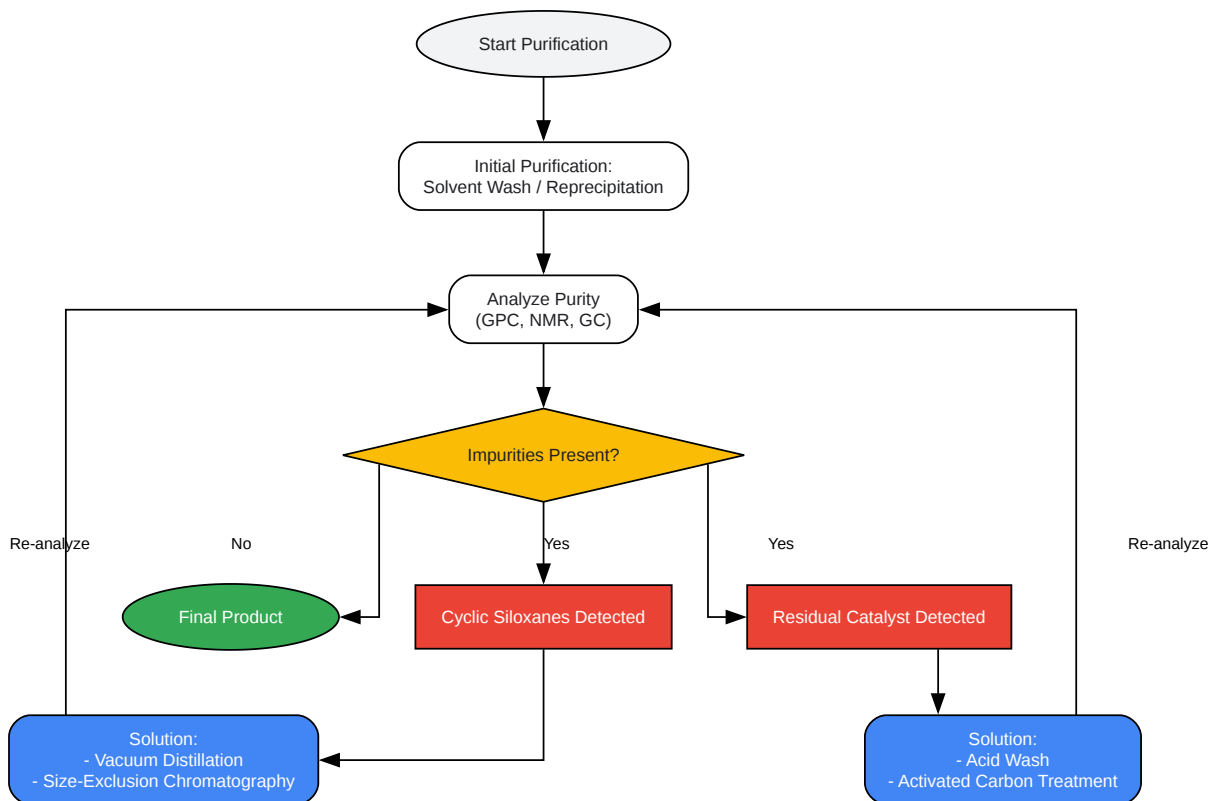 Start Purification
Initial Purification:
Solvent Wash / Reprecipitation
Analyze Purity
(GPC, NMR, GC)
Impurities Present?
Re-analyze
No
Yes
Yes
Re-analyze
Final Product
Cyclic Siloxanes Detected
Residual Catalyst Detected
Solution:
- Vacuum Distillation
- Size-Exclusion Chromatography
Solution:
- Acid Wash
- Activated Carbon Treatment